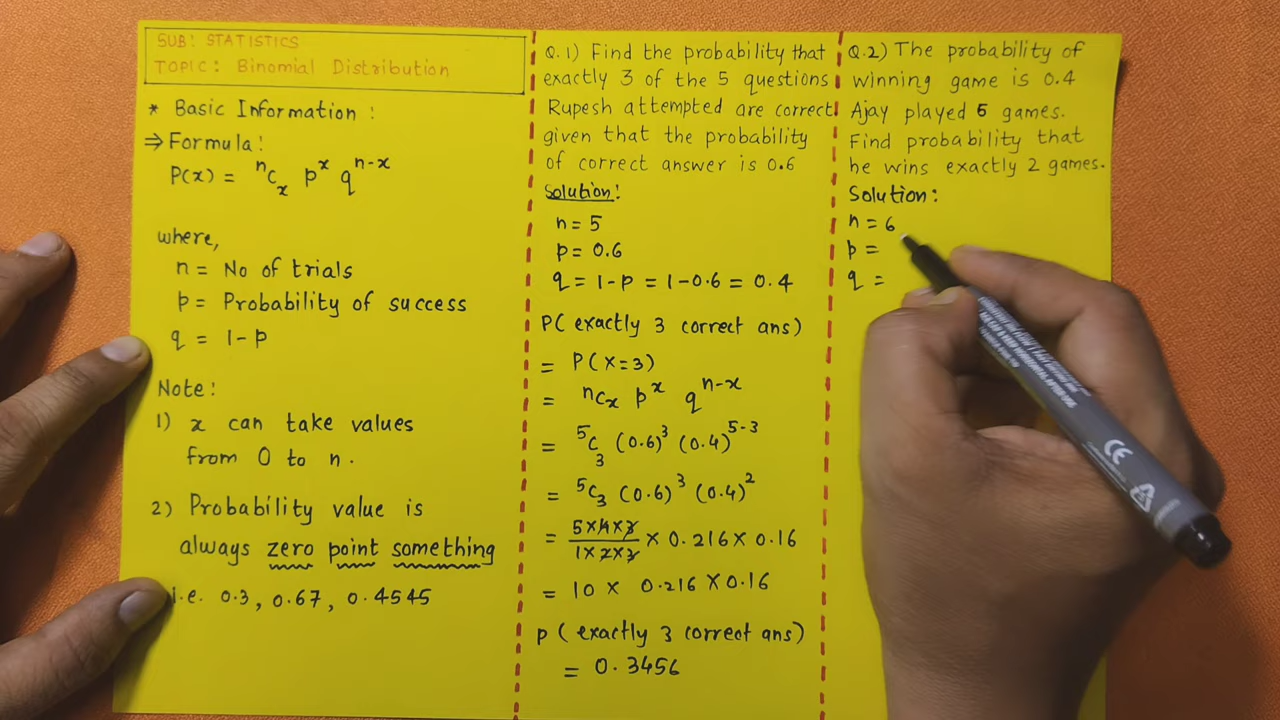 SUB: STATISTICS
TOPIC: Binomial Distribution
* Basic Information:
⇒ Formula:
P(x) = ⁿCₓ pˣ qⁿ⁻ˣ
where,
n = No of trials
p = Probability of success
q = 1-p
Note:
1) x can take values
from 0 to n.
2) Probability value is
always zero point something
i.e. 0.3, 0.67, 0.4545
Q.1) Find the probability that
exactly 3 of the 5 questions
Rupesh attempted are correct
given that the probability
of correct answer is 0.6
Solution:
n = 5
p = 0.6
q = 1-p = 1-0.6 = 0.4
P( exactly 3 correct ans)
= P(X=3)
= ⁿCₓ pˣ qⁿ⁻ˣ
= ⁵C₃ (0.6)³ (0.4)⁵⁻³
= ⁵C₃ (0.6)³ (0.4)²
= 5×4×3 / 1×2×3 × 0.216 × 0.16
= 10 × 0.216 × 0.16
P( exactly 3 correct ans)
= 0.3456
Q.2) The probability of
winning game is 0.4
Ajay played 6 games.
Find probability that
he wins exactly 2 games.
Solution:
n = 6
p =
q =
CE